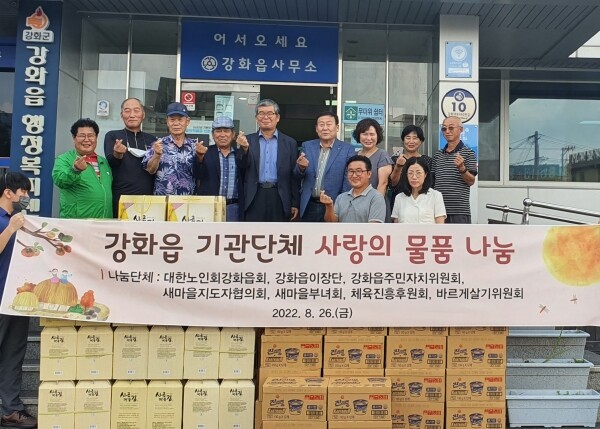 강화군
강화읍 행정복지센
어서오세요
강화읍사무소
무더위 쉼터
10
강화읍 기관단체 사랑의 물품 나눔
나눔단체 : 대한노인회강화읍회, 강화읍이장단, 강화읍주민자치위원회,
새마을지도자협의회, 새마을부녀회, 체육진흥후원회, 바르게살기위원회
2022. 8. 26.(금)